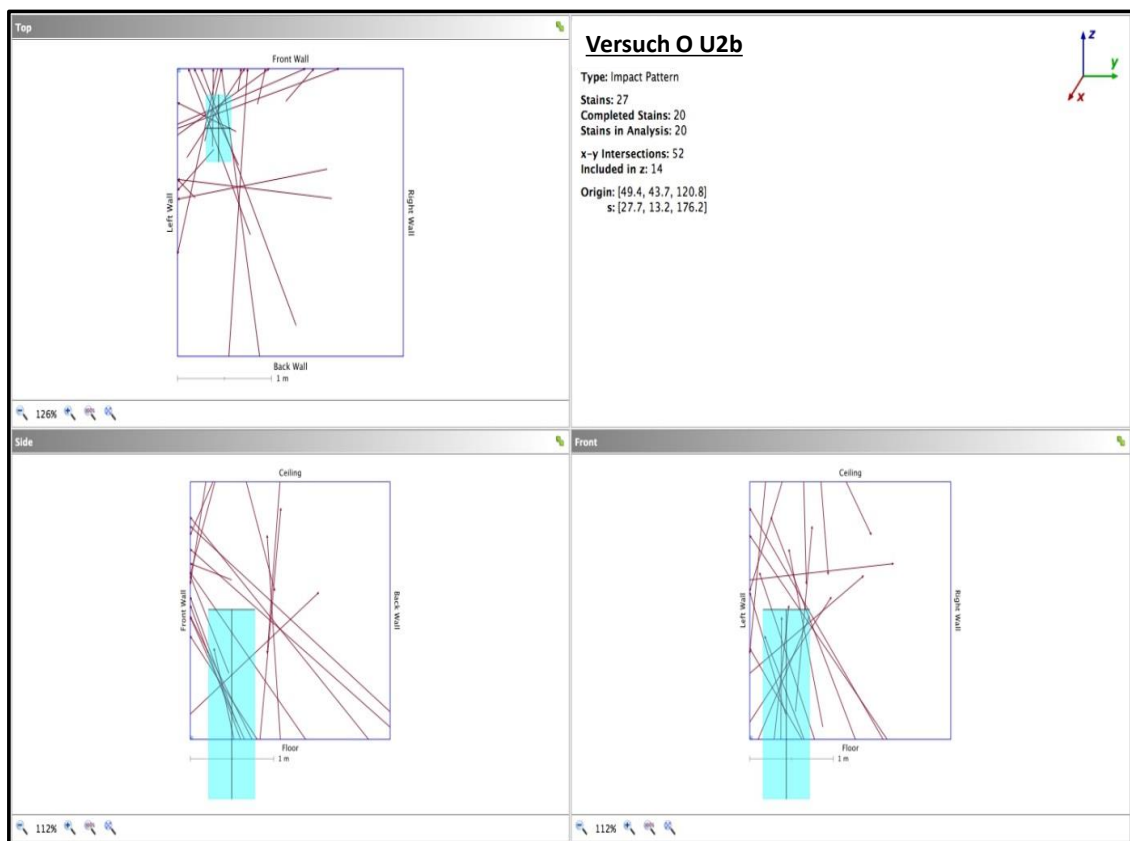 Top
Front Wall
Left Wall
Right Wall
Back Wall
1 m
126%
Versuch O U2b
Type: Impact Pattern
Stains: 27
Completed Stains: 20
Stains in Analysis: 20
x-y Intersections: 52
Included in z: 14
Origin: [49.4, 43.7, 120.8]
s: [27.7, 13.2, 176.2]
z
y
x
Side
Ceiling
Front Wall
Back Wall
Floor
1 m
112%
Front
Ceiling
Left Wall
Right Wall
Floor
1 m
112%